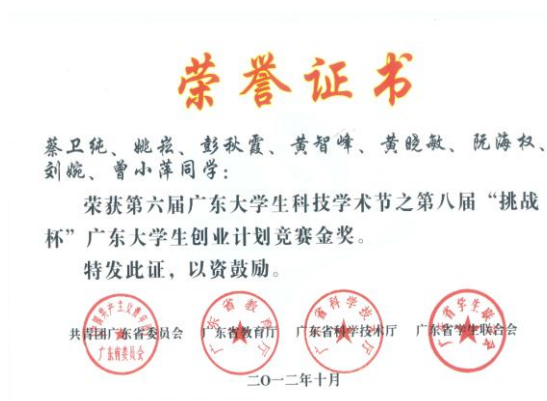 荣誉证书
蔡卫纯、姚崧、彭秋霞、黄智峰、黄晓敏、阮海权、
刘婉、曾小萍同学：
荣获第六届广东大学生科技学术节之第八届“挑战
杯”广东大学生创业计划竞赛金奖。
特发此证，以资鼓励。
共青团广东省委员会 广东省教育厅 广东省科学技术厅 广东省学生联合会
二〇一二年十月